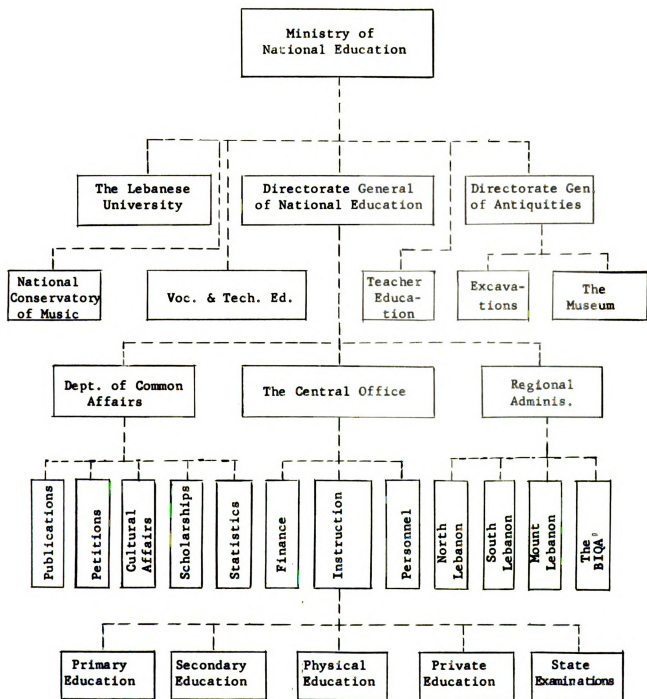 Ministry of
National Education
The Lebanese
University
Directorate General
of National Education
Directorate Gen
of Antiquities
National
Conservatory
of Music
Voc. & Tech. Ed.
Teacher
Educa-
tion
Excava-
tions
The
Museum
Dept. of Common
Affairs
The Central Office
Regional
Adminis.
Publications
Petitions
Cultural
Affairs
Scholarships
Statistics
Finance
Instruction
Personnel
North
Lebanon
South
Lebanon
Mount
Lebanon
The
BIQA'
Primary
Education
Secondary
Education
Physical
Education
Private
Education
State
Examinations